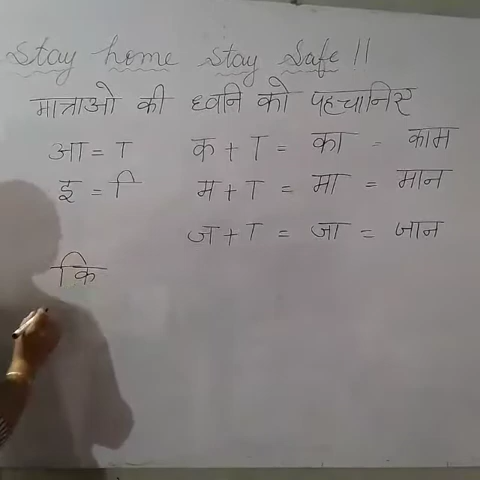 Stay home Stay Safe !!
मात्राओ की ध्वनि को पहचानिए
आ = ा क + ा = का = काम
इ = ि म + ा = मा = मान
ज + ा = जा = जान
कि